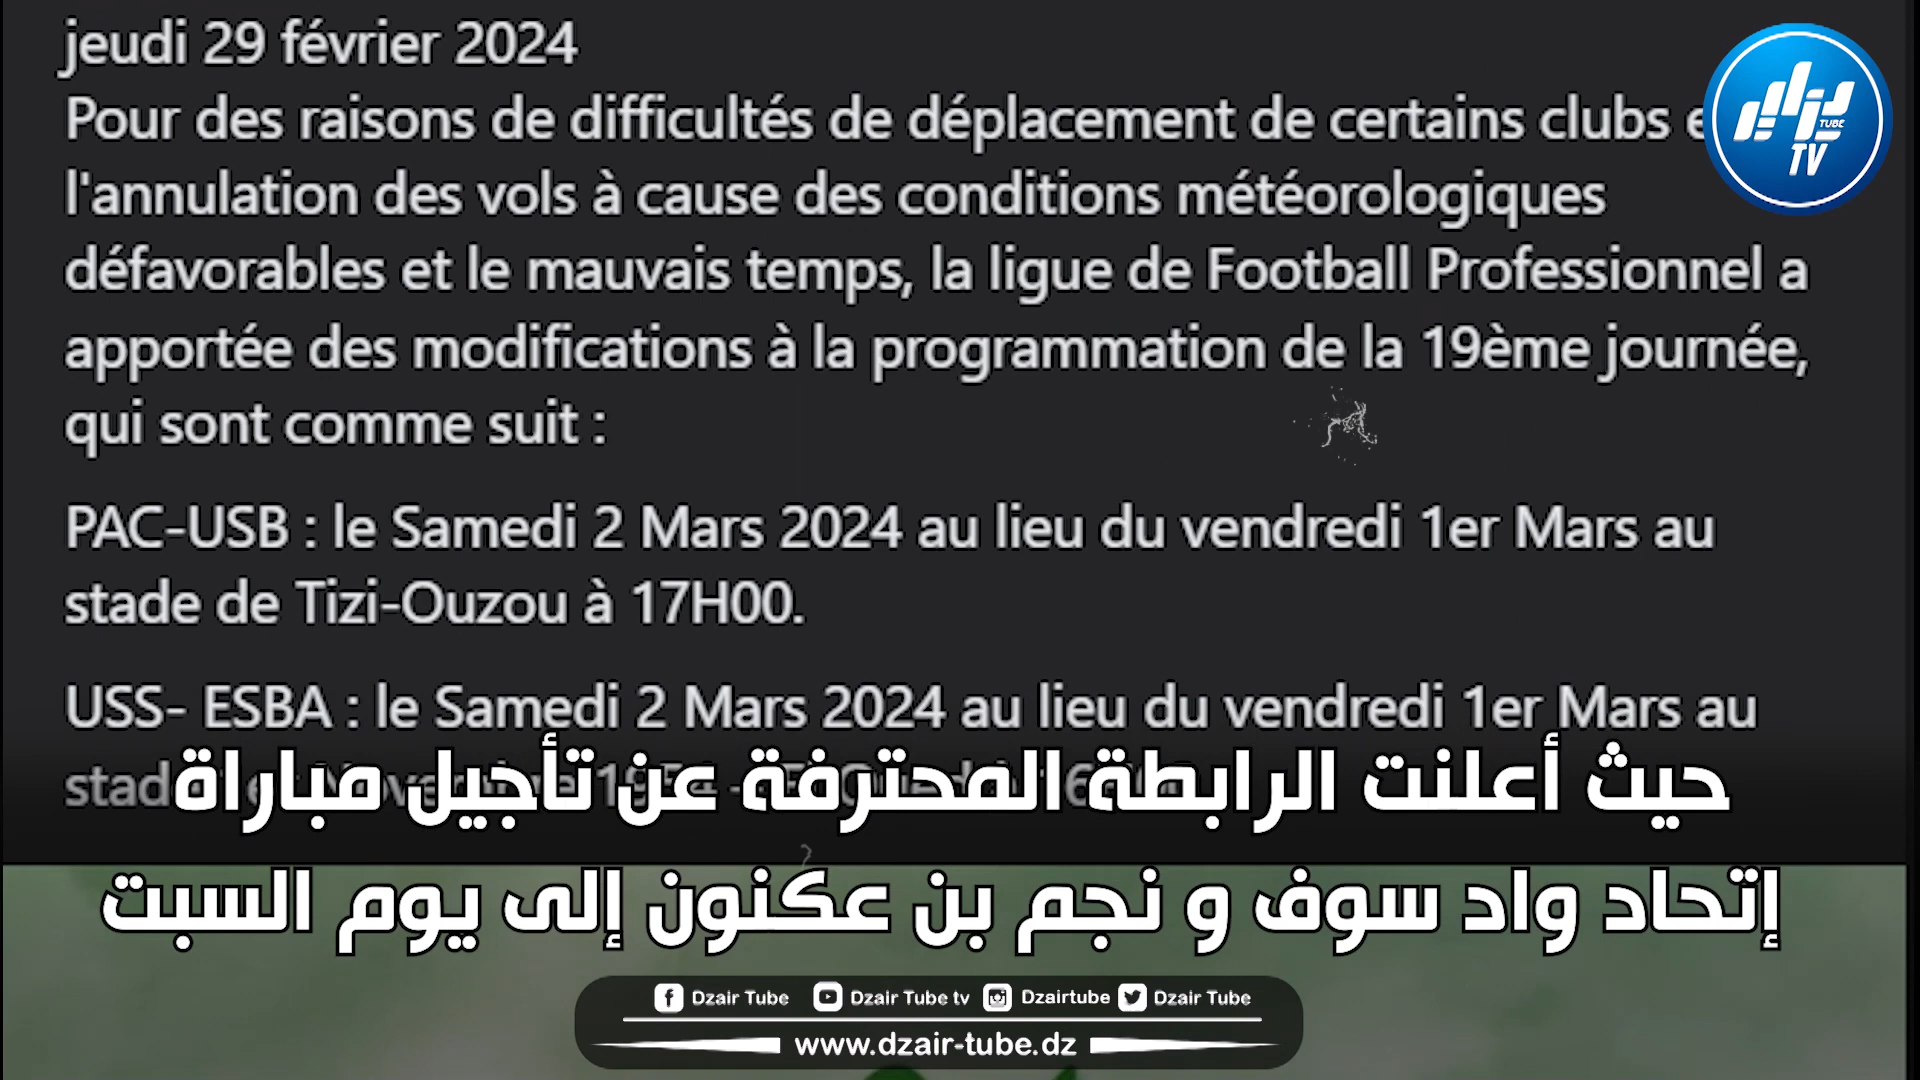 jeudi 29 février 2024
Pour des raisons de difficultés de déplacement de certains clubs
l'annulation des vols à cause des conditions météorologiques
défavorables et le mauvais temps, la ligue de Football Professionnel a
apportée des modifications à la programmation de la 19ème journée,
qui sont comme suit :
PAC-USB : le Samedi 2 Mars 2024 au lieu du vendredi 1er Mars au
stade de Tizi-Ouzou à 17H00.
USS- ESBA : le Samedi 2 Mars 2024 au lieu du vendredi 1er Mars au
حيث أعلنت الرابطة المحترفة عن تأجيل مباراة
إتحاد واد سوف و نجم بن عكنون إلى يوم السبت
TUBE
TV
Dzair Tube Dzair Tube tv Dzairtube Dzair Tube
www.dzair-tube.dz